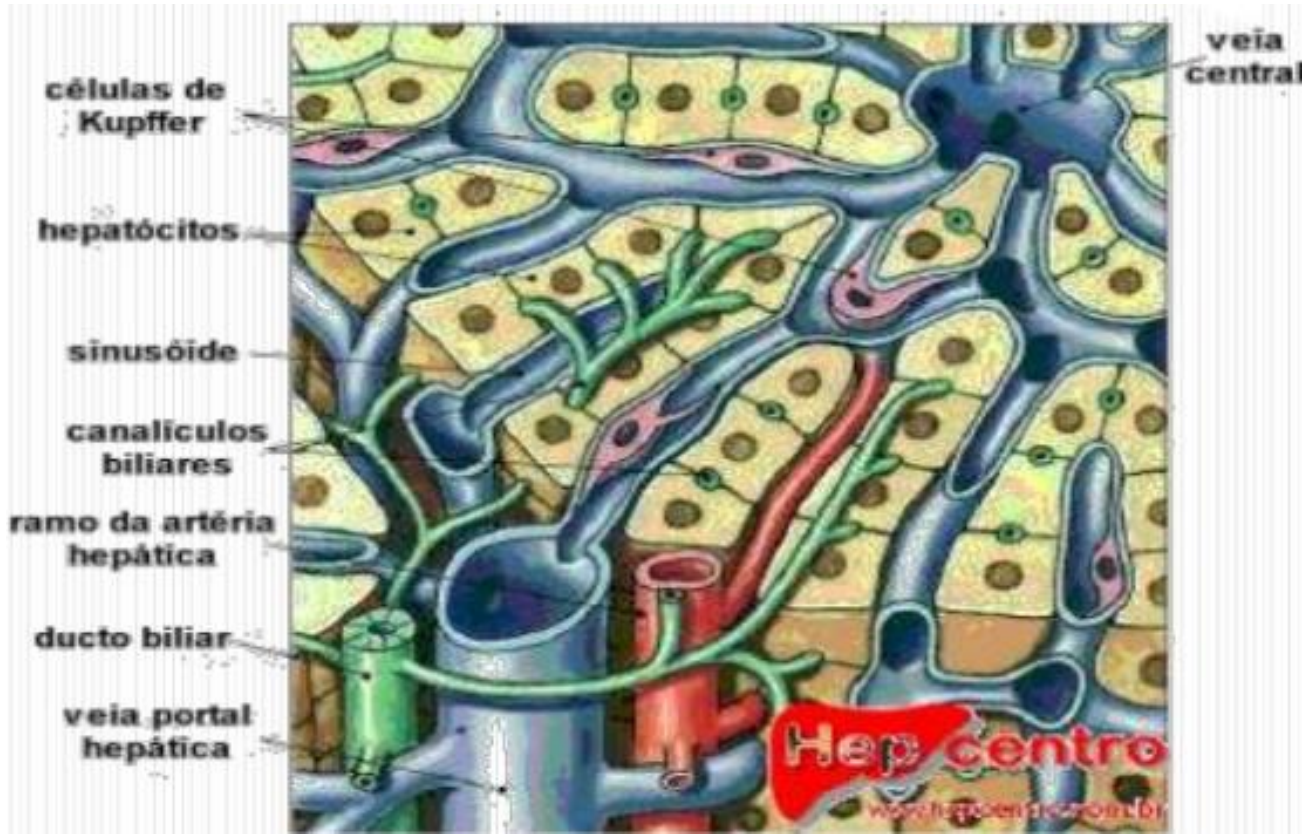 células de
Kupffer
hepatócitos
sinusóide
canalículos
biliares
ramo da artéria
hepática
ducto biliar
veia portal
hepática
veia
central
Hep centro